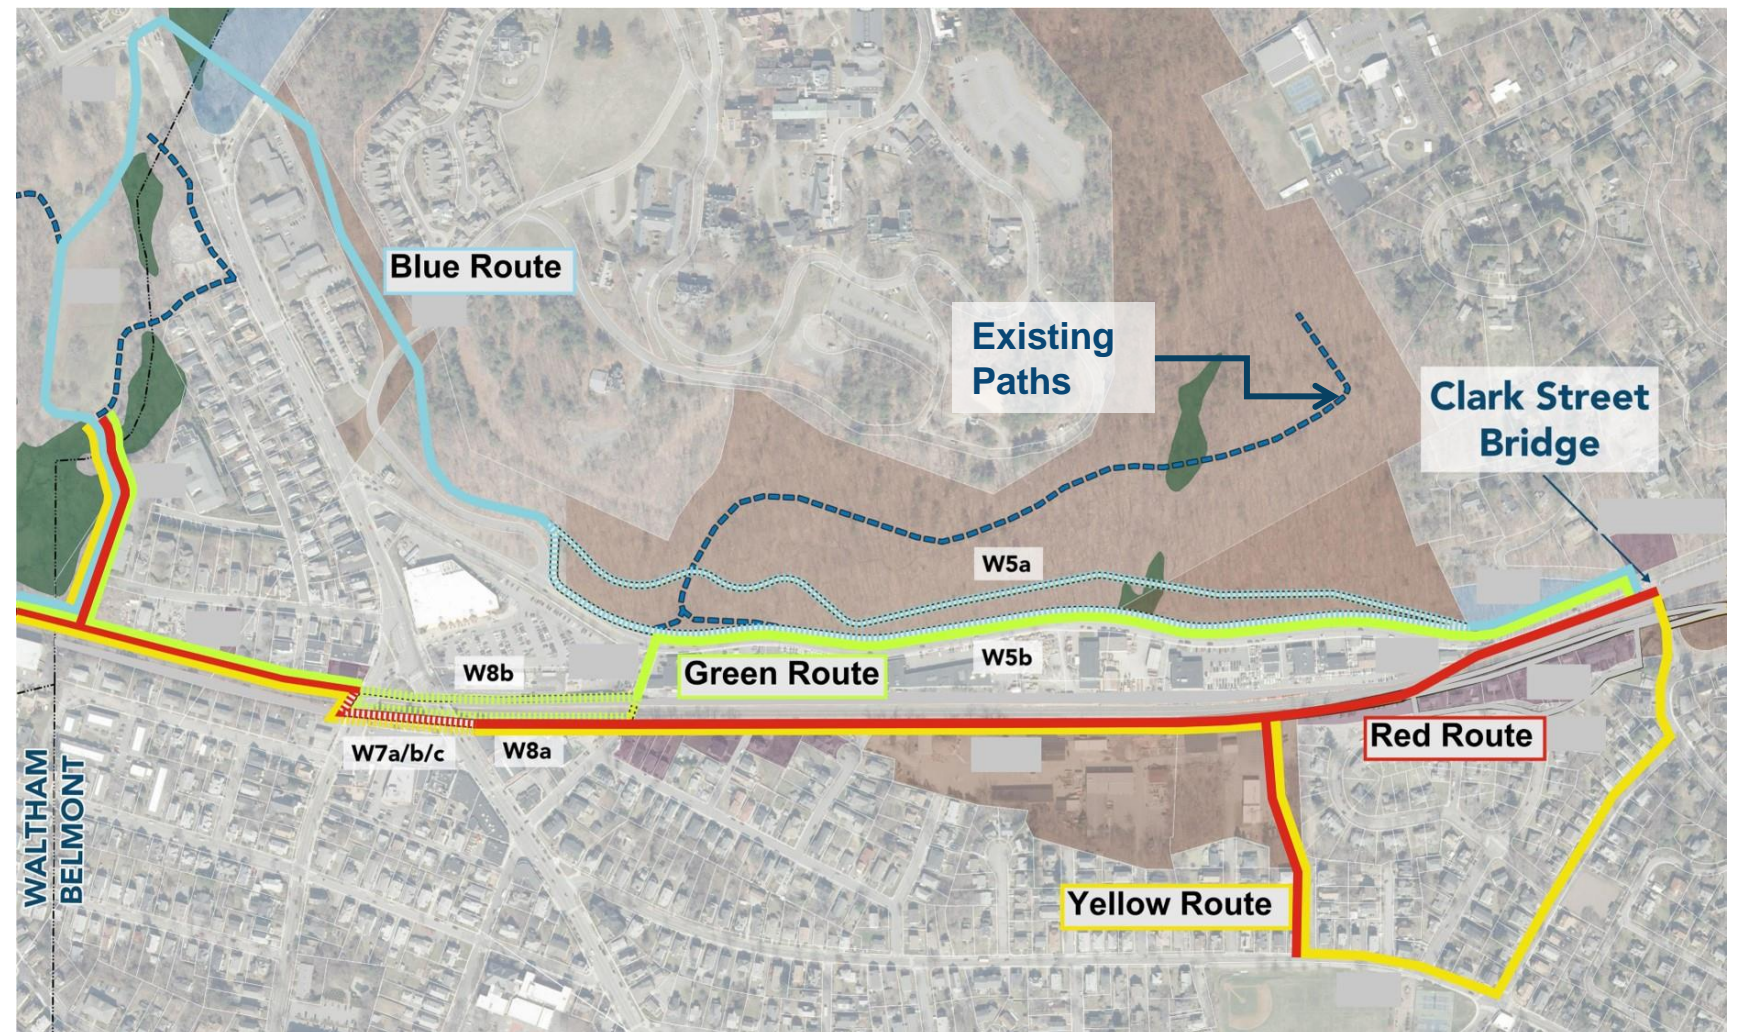 Blue Route
Existing
Paths
Clark Street
Bridge
W5a
W5b
W8b
Green Route
W7a/b/c
W8a
Red Route
WALTHAM
BELMONT
Yellow Route